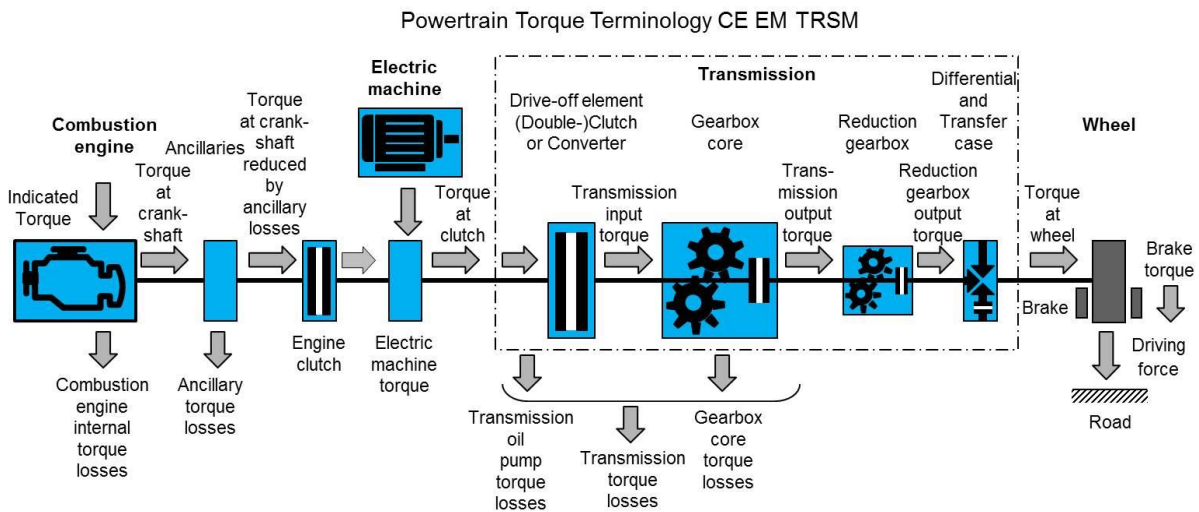 Powertrain Torque Terminology CE EM TRSM
Combustion
engine
Indicated
Torque
Torque
at
crank-
shaft
Ancillaries
Torque
at crank-
shaft
reduced
by
ancillary
losses
Electric
machine
Torque
at
clutch
Transmission
Drive-off element
(Double-)Clutch
or Converter
Transmission
input
torque
Gearbox
core
Trans-
mission
output
torque
Reduction
gearbox
Reduction
gearbox
output
torque
Differential
and
Transfer
case
Torque
at
wheel
Wheel
Brake
torque
Brake
Driving
force
Road
Combustion
engine
internal
torque
losses
Ancillary
torque
losses
Engine
clutch
Electric
machine
torque
Transmission
oil
pump
torque
losses
Transmission
torque
losses
Gearbox
core
torque
losses